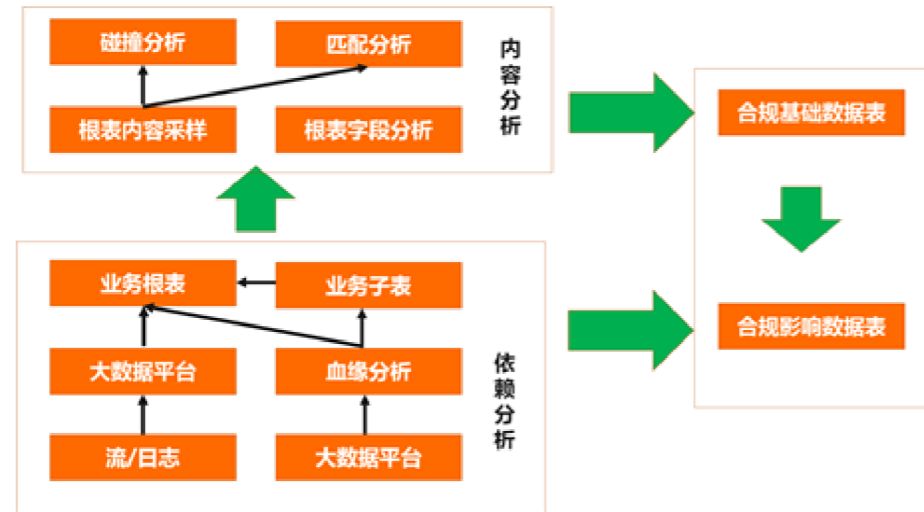 碰撞分析
匹配分析
根表内容采样
根表字段分析
内容分析
合规基础数据表
业务根表
业务子表
大数据平台
血缘分析
流/日志
大数据平台
依赖分析
合规影响数据表